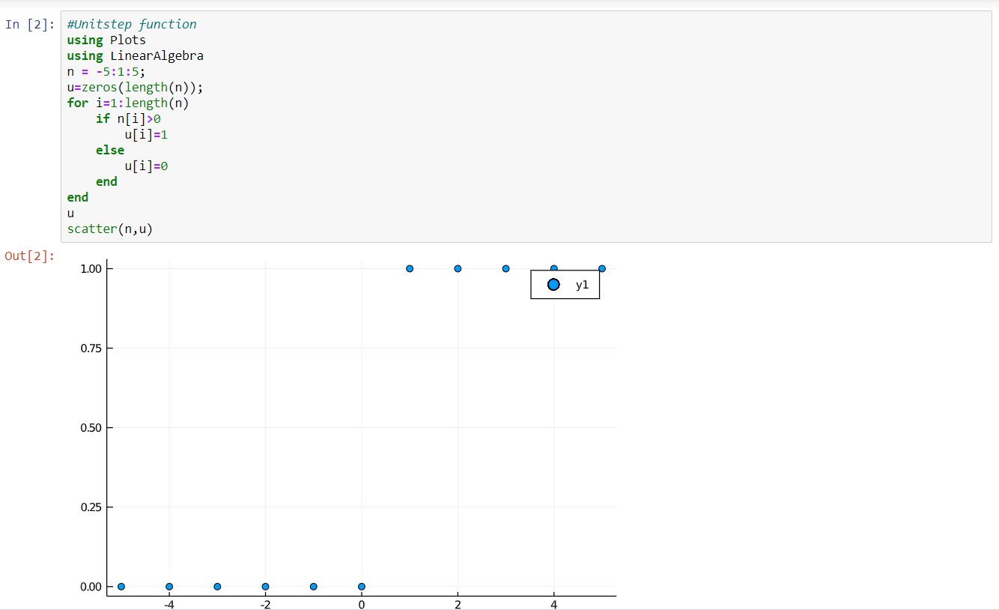 In [2]:
#Unitstep function
using Plots
using LinearAlgebra
n = -5:1:5;
u=zeros(length(n));
for i=1:length(n)
    if n[i]>0
        u[i]=1
    else
        u[i]=0
    end
end
u
scatter(n,u)
Out[2]:
1.00
y1
0.75
0.50
0.25
0.00
-4 -2 0 2 4